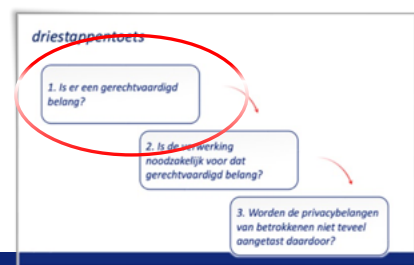 driestappentoets
1. Is er een gerechtvaardigd
belang?
2. Is de verwerking
noodzakelijk voor dat
gerechtvaardigd belang?
3. Worden de privacybelangen
van betrokkenen niet teveel
aangetast daardoor?